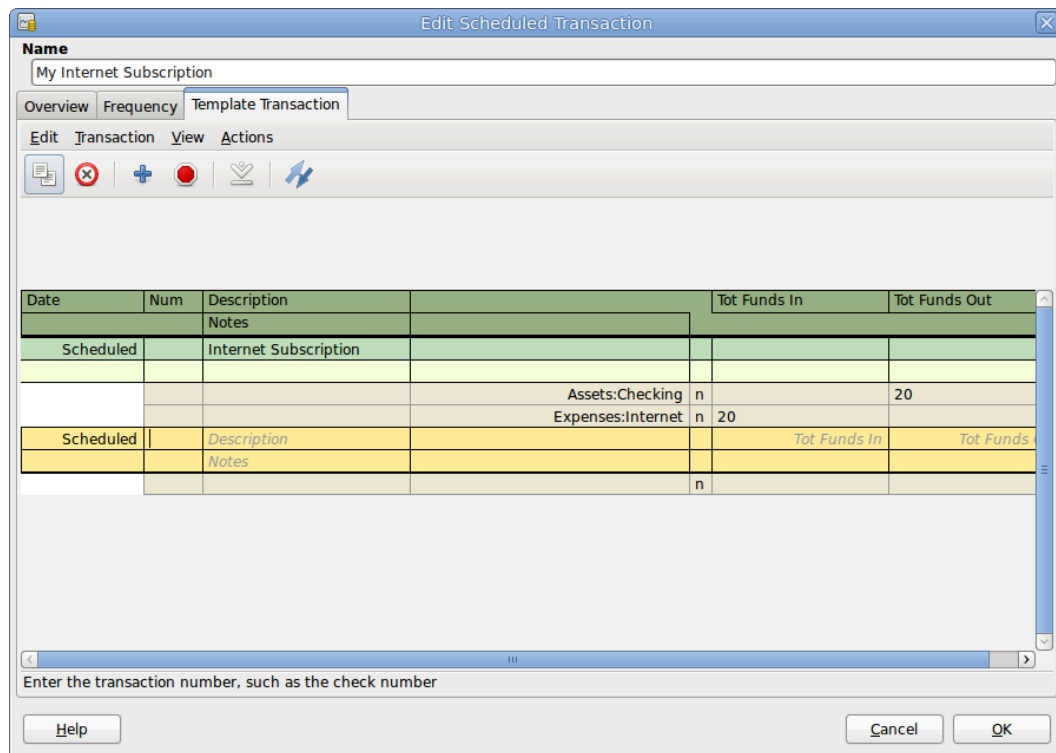 Edit Scheduled Transaction
Name
My Internet Subscription
Overview Frequency Template Transaction
Edit Transaction View Actions
Date Num Description Tot Funds In Tot Funds Out
Notes
Scheduled Internet Subscription
Assets:Checking n 20
Expenses:Internet n 20
Scheduled Description Tot Funds In Tot Funds
Notes
n
Enter the transaction number, such as the check number
Help Cancel OK